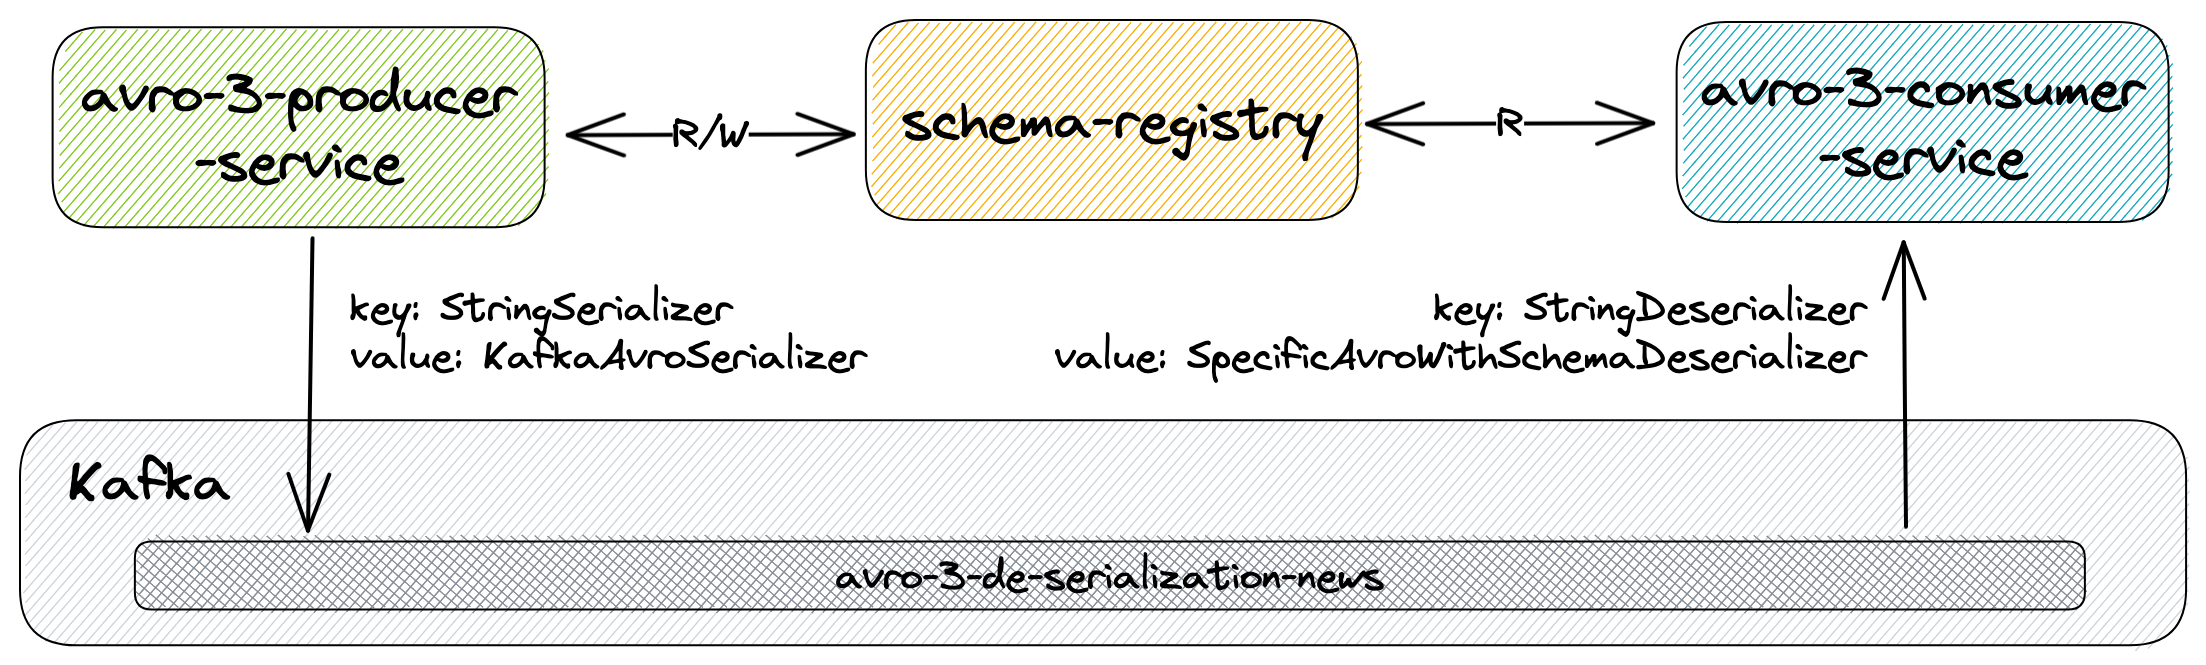 avro-3-producer
-service
R/W
schema-registry
R
avro-3-consumer
-service
key: StringSerializer
value: KafkaAvroSerializer
key: StringDeserializer
value: SpecificAvroWithSchemaDeserializer
Kafka
avro-3-de-serialization-news